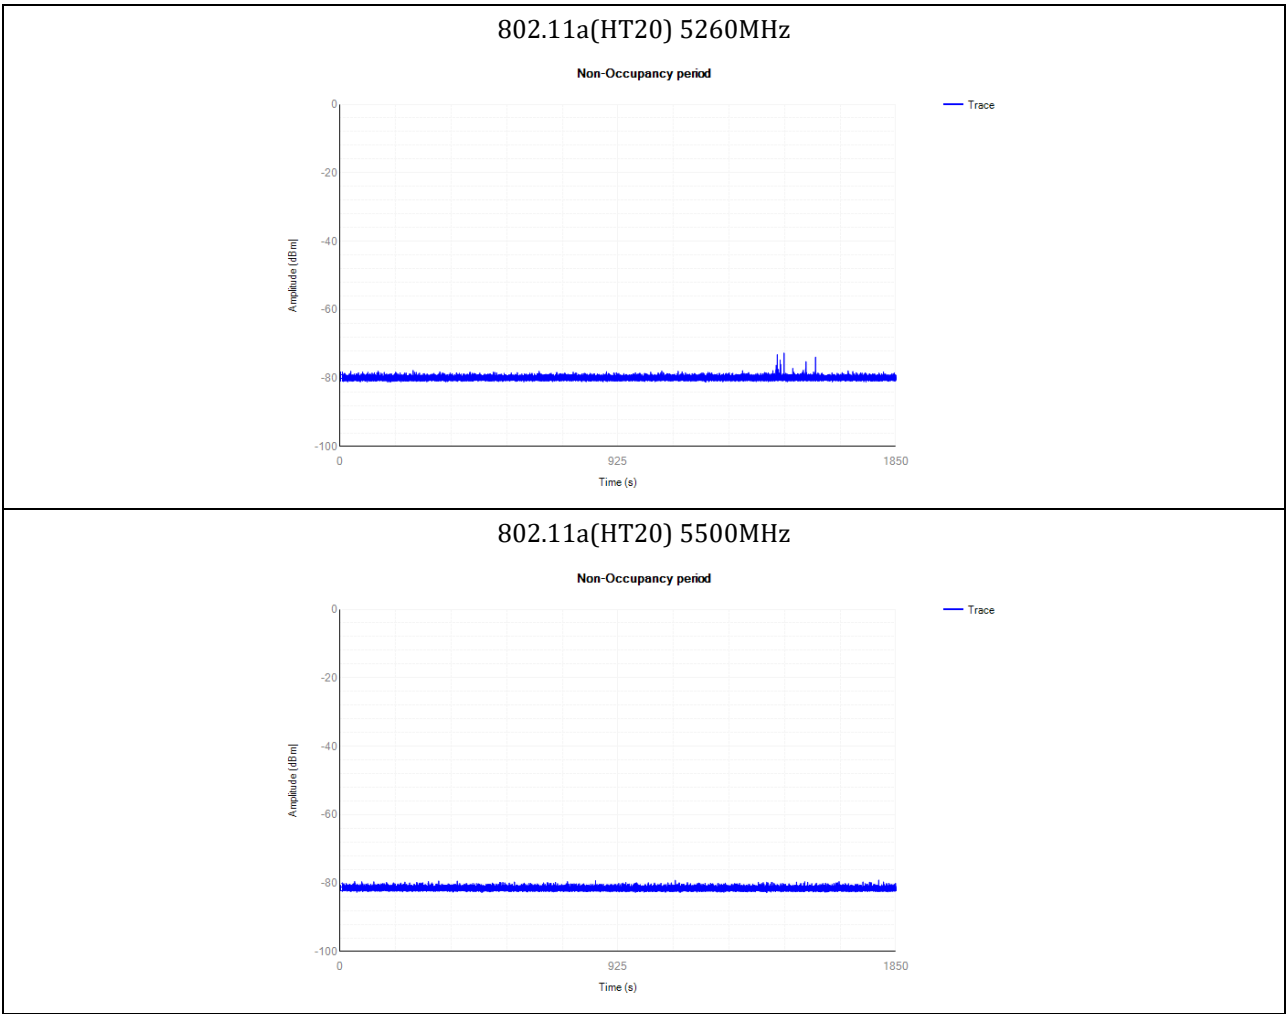 802.11a(HT20) 5260MHz
Non-Occupancy period
Trace
0
-20
-40
-60
-80
-100
Amplitude [dBm]
0 925 1850
Time (s)
802.11a(HT20) 5500MHz
Non-Occupancy period
Trace
0
-20
-40
-60
-80
-100
Amplitude [dBm]
0 925 1850
Time (s)